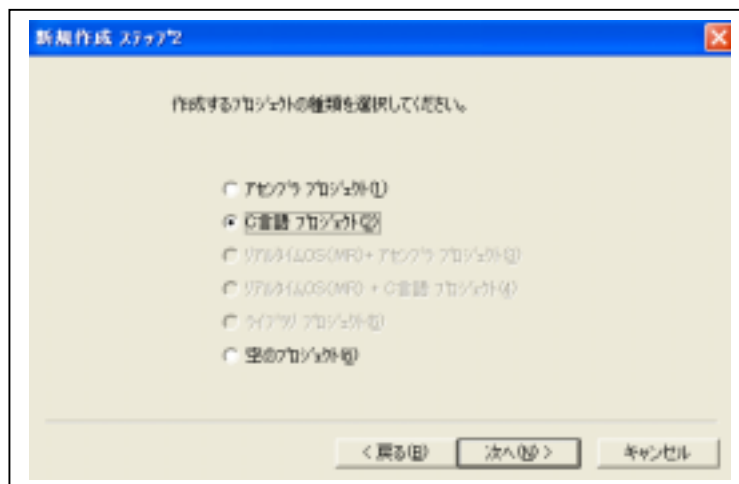 新規作成 ステップ2
作成するプロジェクトの種類を選択してください。
アセンブラ プロジェクト(1)
C言語 プロジェクト(2)
リアルタイムOS(MR)+ アセンブラ プロジェクト(3)
リアルタイムOS(MR) + C言語 プロジェクト(4)
ライブラリ プロジェクト(5)
空のプロジェクト(6)
< 戻る(B)
次へ(N) >
キャンセル